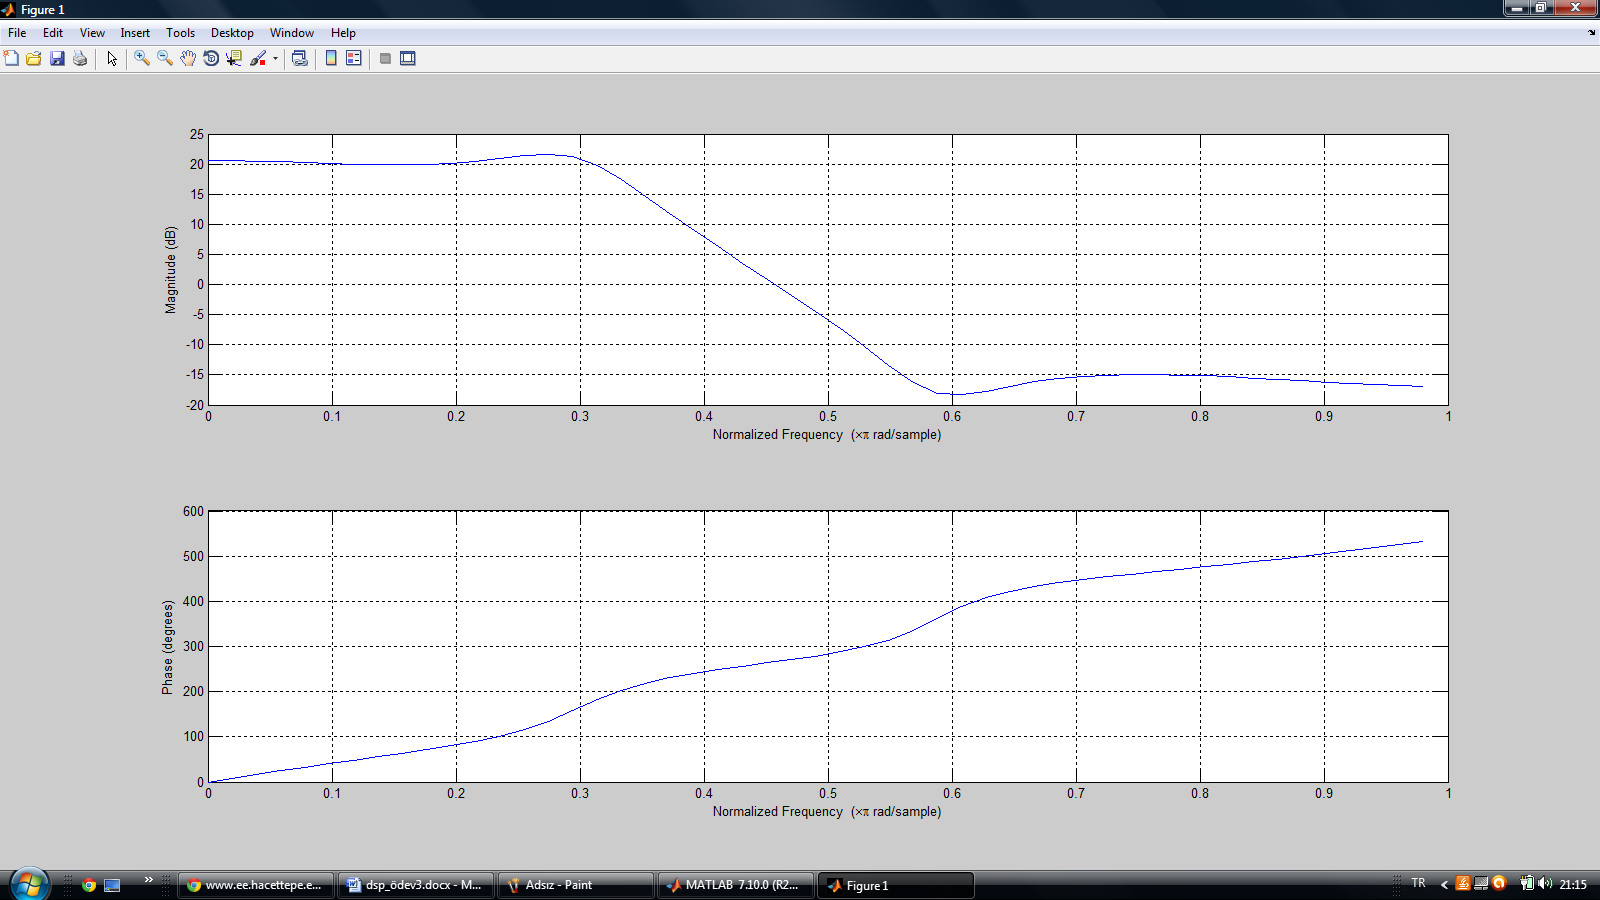 Figure 1
File Edit View Insert Tools Desktop Window Help
25
20
15
10
5
0
-5
-10
-15
-20
Magnitude (dB)
0 0.1 0.2 0.3 0.4 0.5 0.6 0.7 0.8 0.9 1
Normalized Frequency (×π rad/sample)
600
500
400
300
200
100
0
Phase (degrees)
0 0.1 0.2 0.3 0.4 0.5 0.6 0.7 0.8 0.9 1
Normalized Frequency (×π rad/sample)
» www.ee.hacettepe.e... dsp_ödev3.docx - M... Adsız - Paint MATLAB 7.10.0 (R2... Figure 1 TR < 21:15